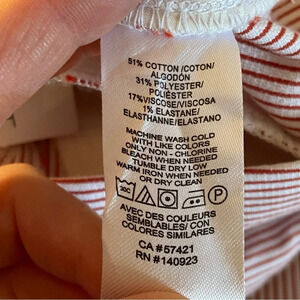 51% COTTON /COTON/
ALGODÓN
31% POLYESTER/
POLIÉSTER
17%VISCOSE/VISCOSA
1% ELASTANE/
ELASTHANNE/ELASTANO
MACHINE WASH COLD
WITH LIKE COLORS
ONLY NON - CHLORINE
BLEACH WHEN NEEDED
TUMBLE DRY LOW
WARM IRON WHEN NEEDED
OR DRY CLEAN
AVEC DES COULEURS
SEMBLABLES/ CON
COLORES SIMILARES
CA #57421
RN #140923